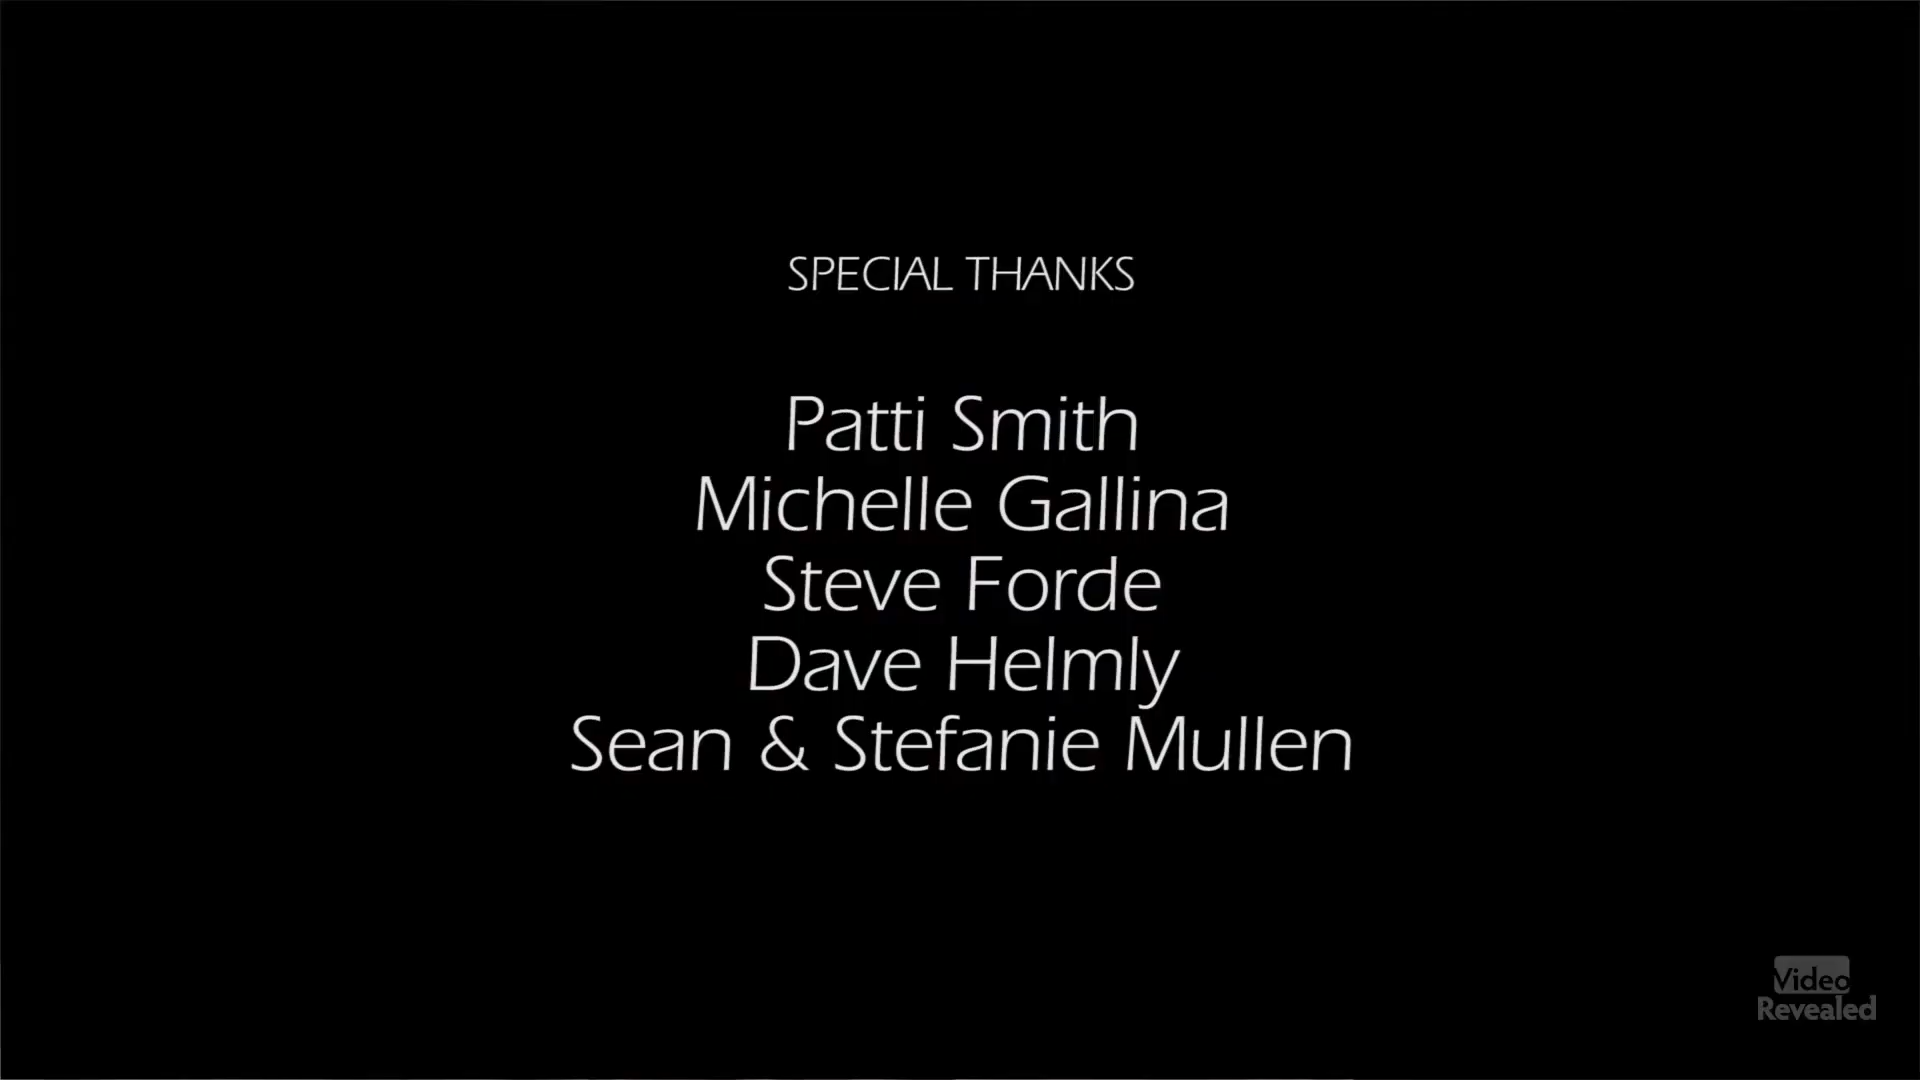 SPECIAL THANKS
Patti Smith
Michelle Gallina
Steve Forde
Dave Helmly
Sean & Stefanie Mullen
Video
Revealed